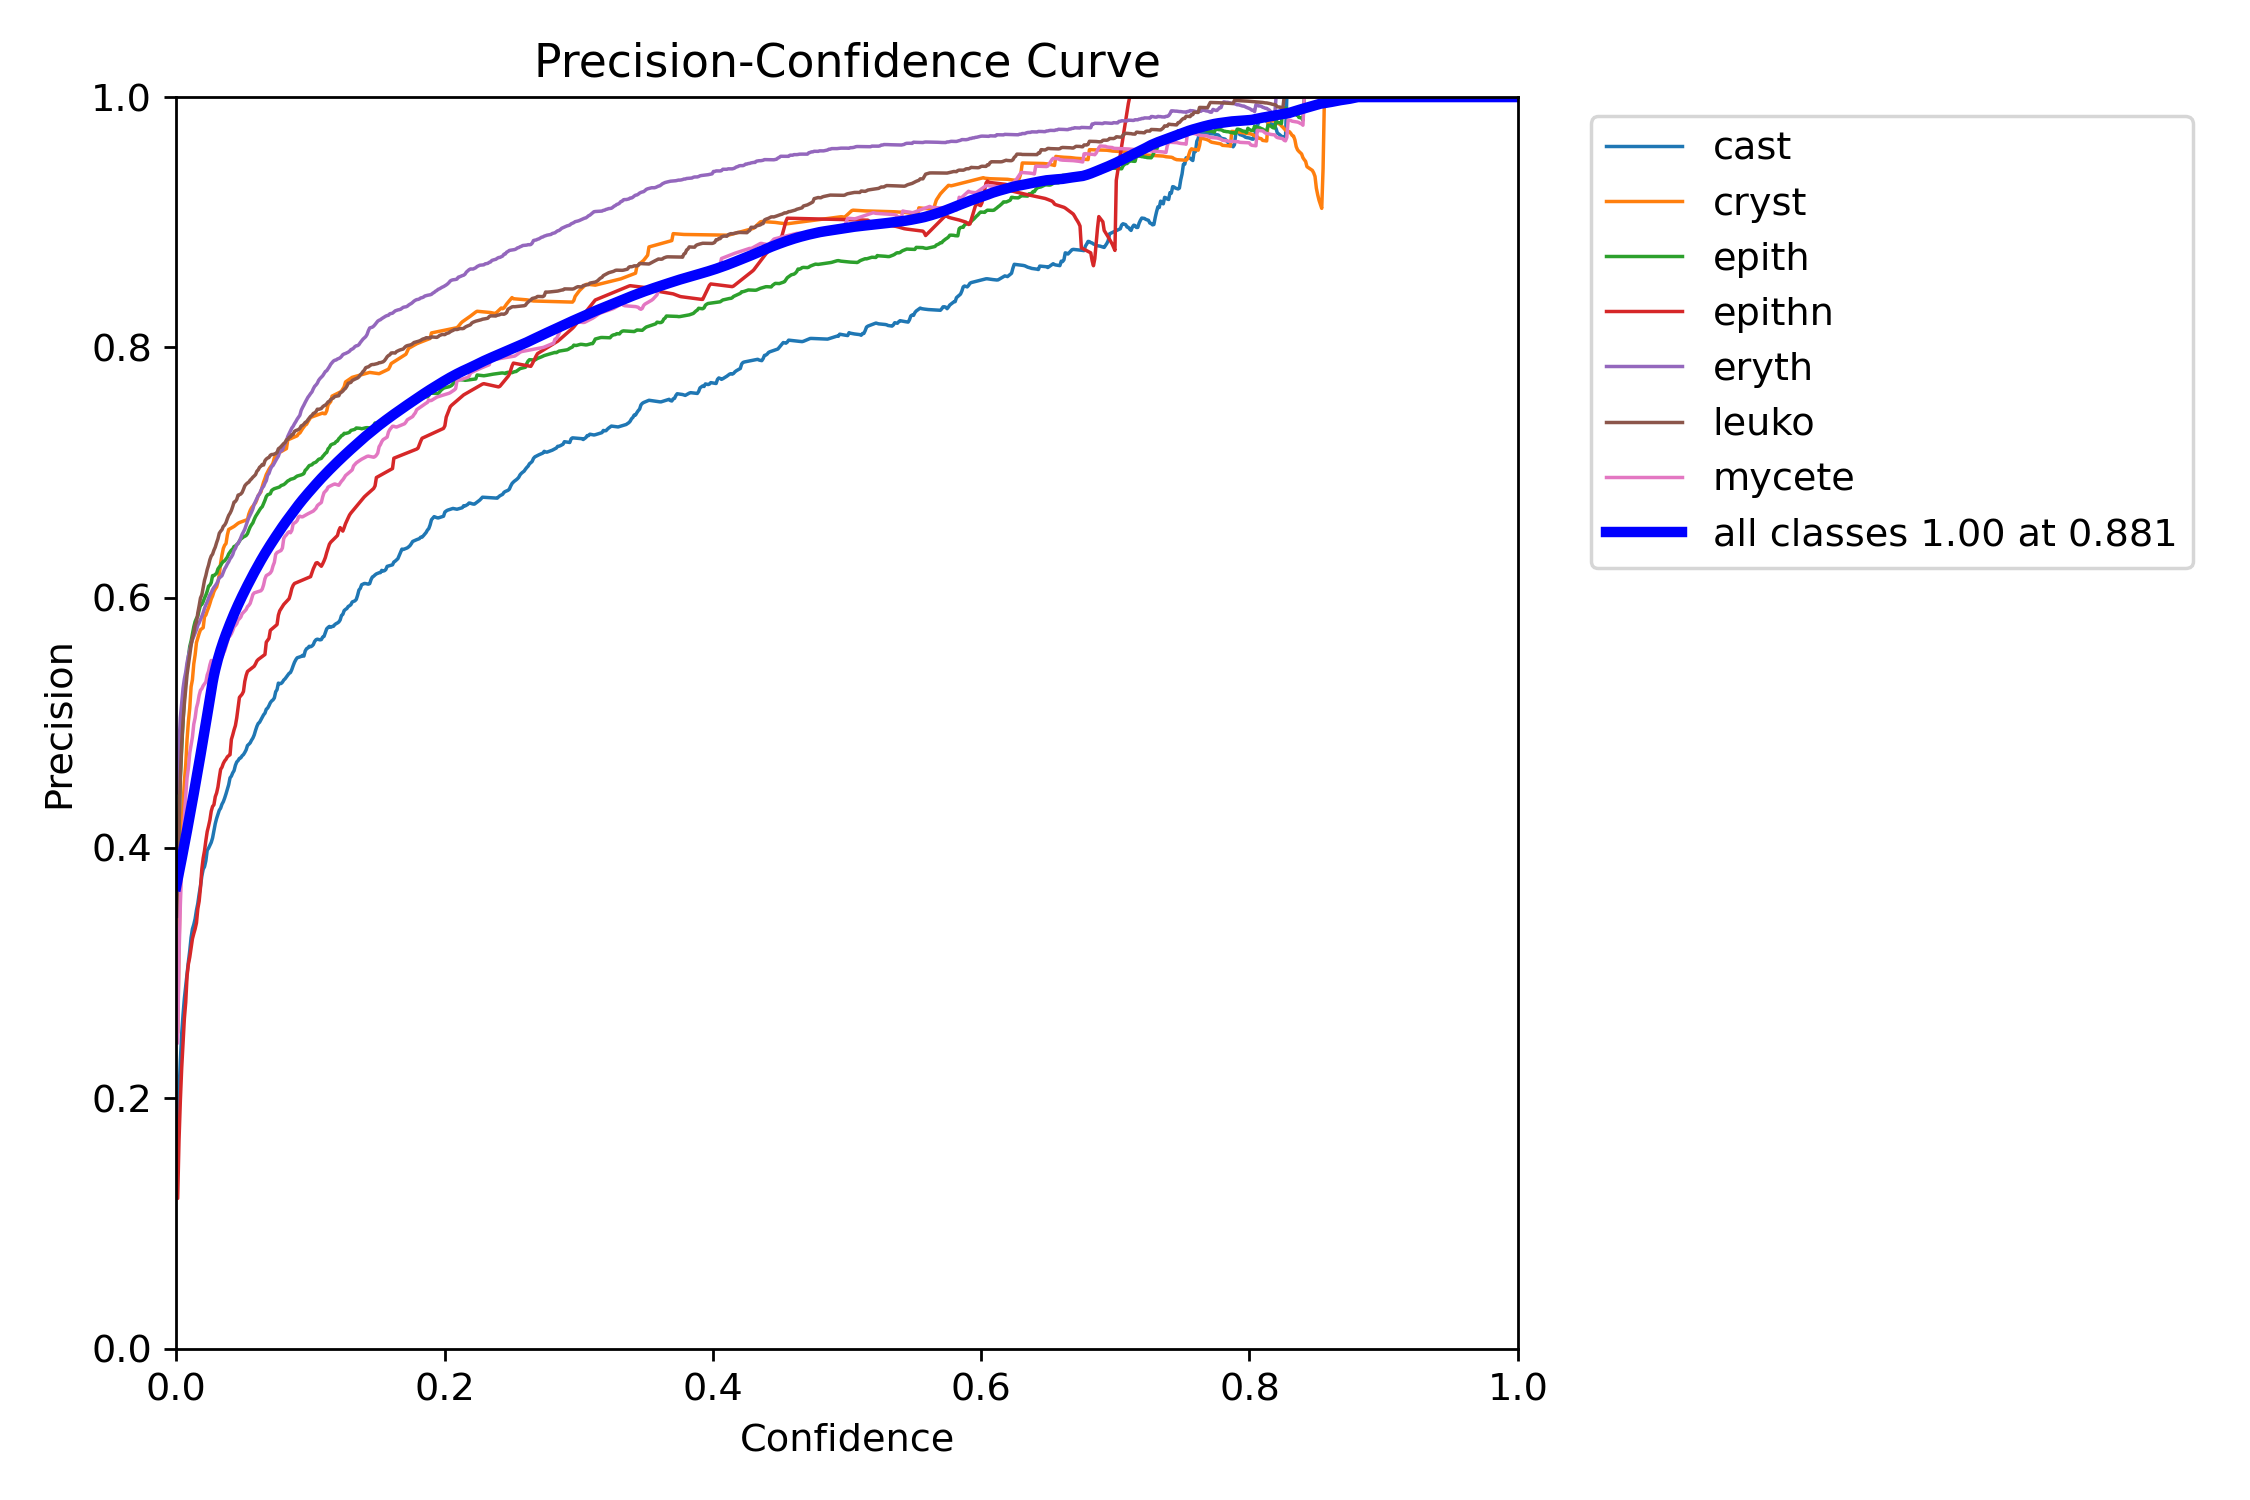 Precision-Confidence Curve
1.0
0.8
0.6
0.4
0.2
0.0
Precision
0.0 0.2 0.4 0.6 0.8 1.0
Confidence
cast
cryst
epith
epithn
eryth
leuko
mycete
all classes 1.00 at 0.881